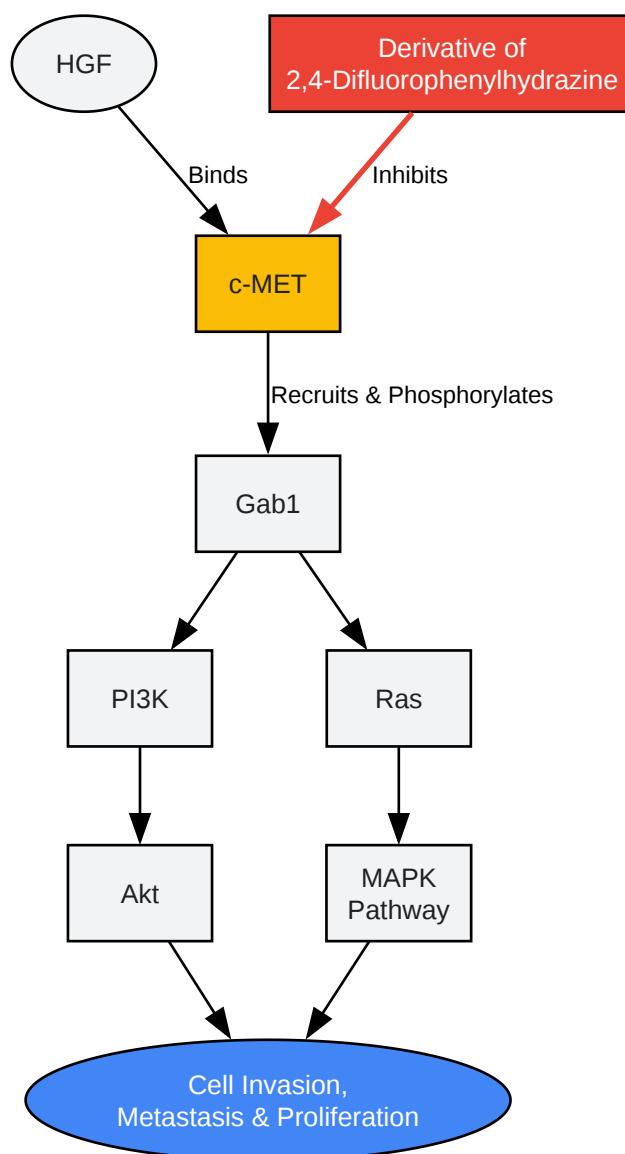 HGF
Derivative of
2,4-Difluorophenylhydrazine
Binds
Inhibits
c-MET
Recruits & Phosphorylates
Gab1
PI3K
Ras
Akt
MAPK
Pathway
Cell Invasion,
Metastasis & Proliferation